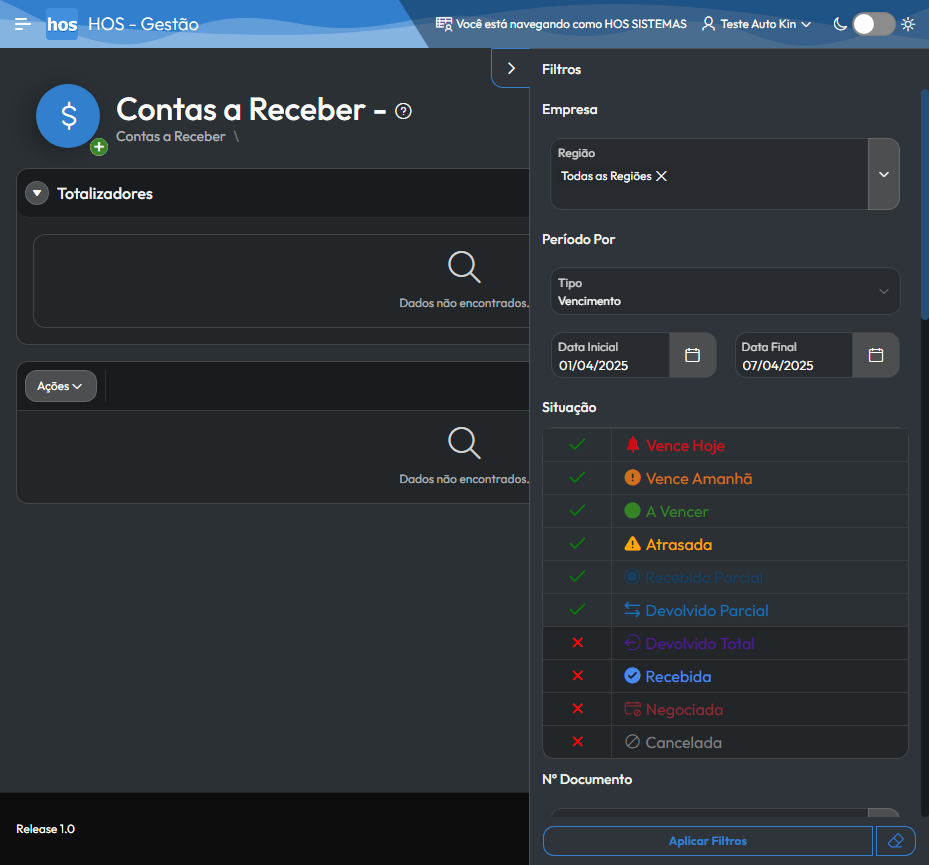 hos HOS - Gestão
Você está navegando como HOS SISTEMAS
Teste Auto Kin
Contas a Receber -
Contas a Receber \
Totalizadores
Dados não encontrados.
Ações
Dados não encontrados.
Release 1.0
Filtros
Empresa
Região
Todas as Regiões
Período Por
Tipo
Vencimento
Data Inicial
01/04/2025
Data Final
07/04/2025
Situação
Vence Hoje
Vence Amanhã
A Vencer
Atrasada
Recebido Parcial
Devolvido Parcial
Devolvido Total
Recebida
Negociada
Cancelada
Nº Documento
Aplicar Filtros